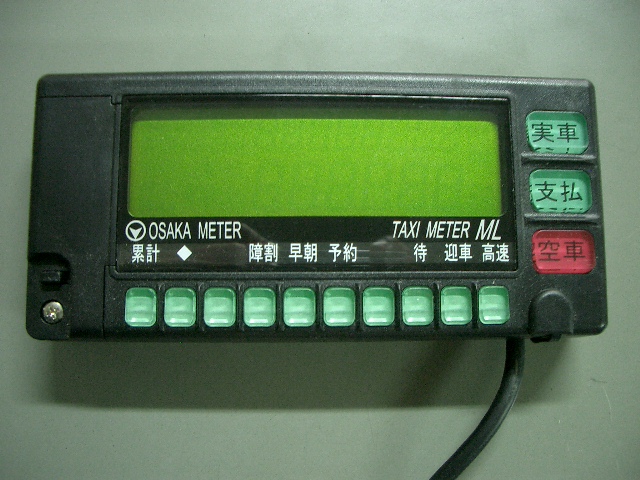 OSAKA METER TAXI METER ML
累計 ◆ 障割 早朝 予約 待 迎車 高速
実車
支払
空車